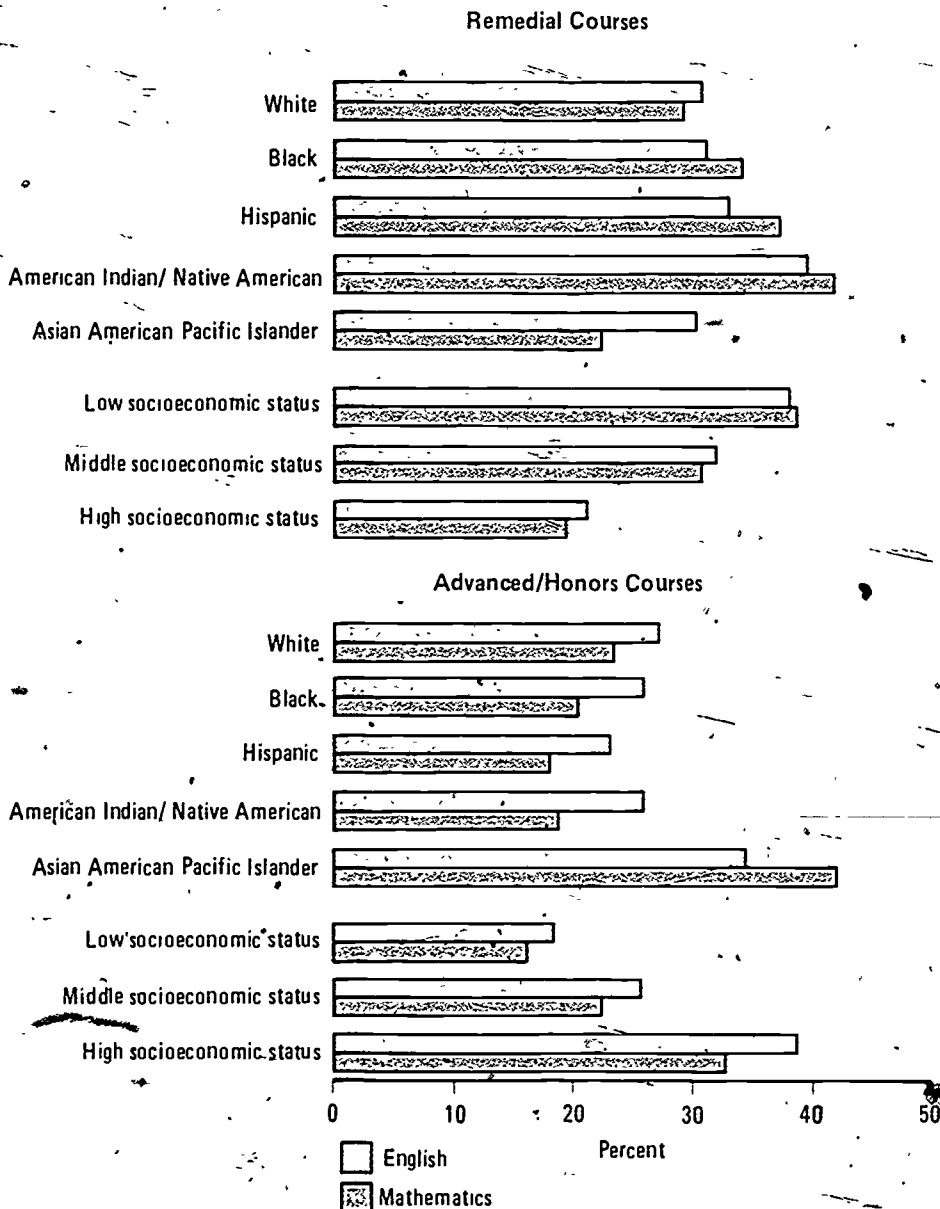 Remedial Courses
White
Black
Hispanic
American Indian/ Native American
Asian American Pacific Islander
Low socioeconomic status
Middle socioeconomic status
High socioeconomic status
Advanced/Honors Courses
White
Black
Hispanic
American Indian/ Native American
Asian American Pacific Islander
Low socioeconomic status
Middle socioeconomic status
High socioeconomic status
0 10 20 30 40 50
Percent
English
Mathematics